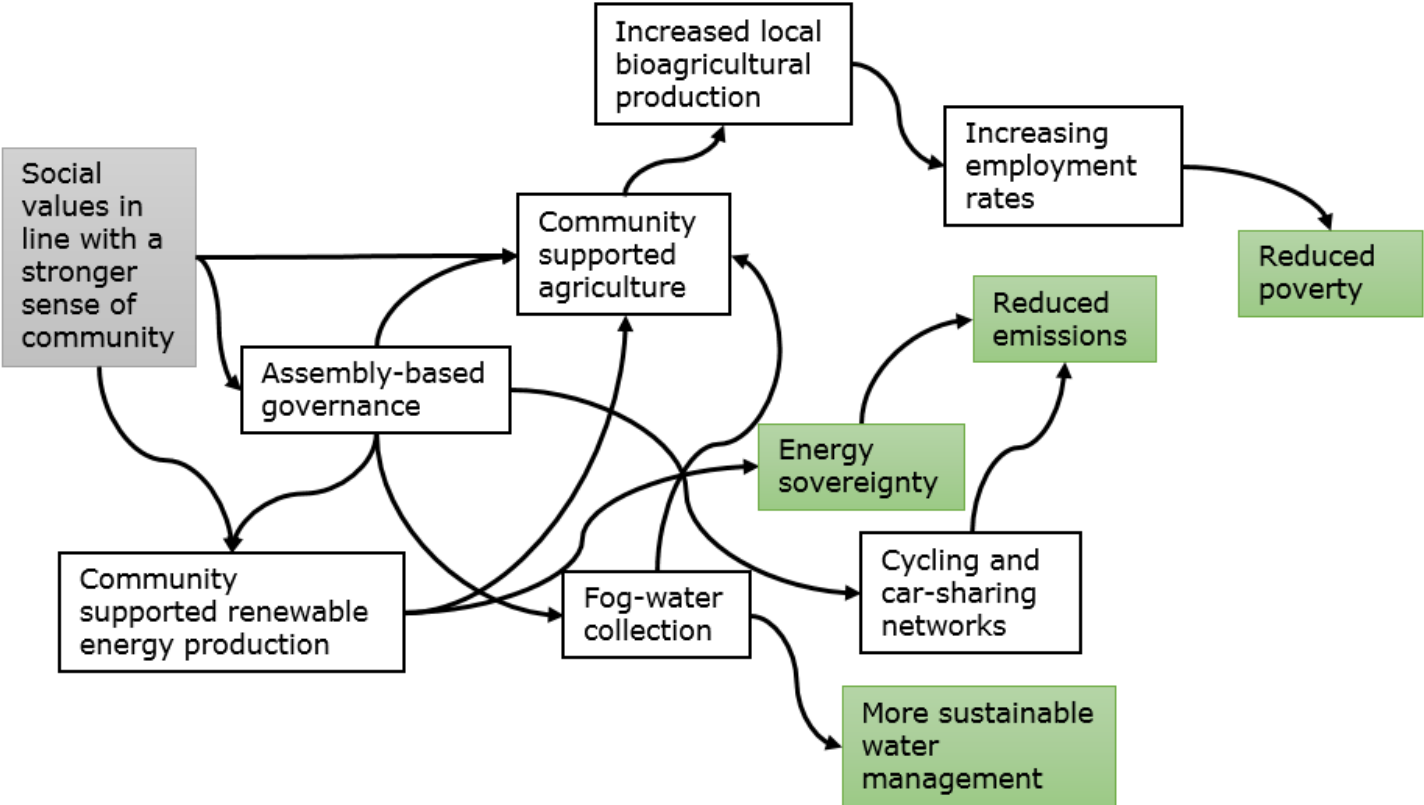 Increased local
bioagricultural
production
Increasing
employment
rates
Social
values in
line with a
stronger
sense of
community
Community
supported
agriculture
Reduced
poverty
Reduced
emissions
Assembly-based
governance
Energy
sovereignty
Community
supported renewable
energy production
Fog-water
collection
Cycling and
car-sharing
networks
More sustainable
water
management